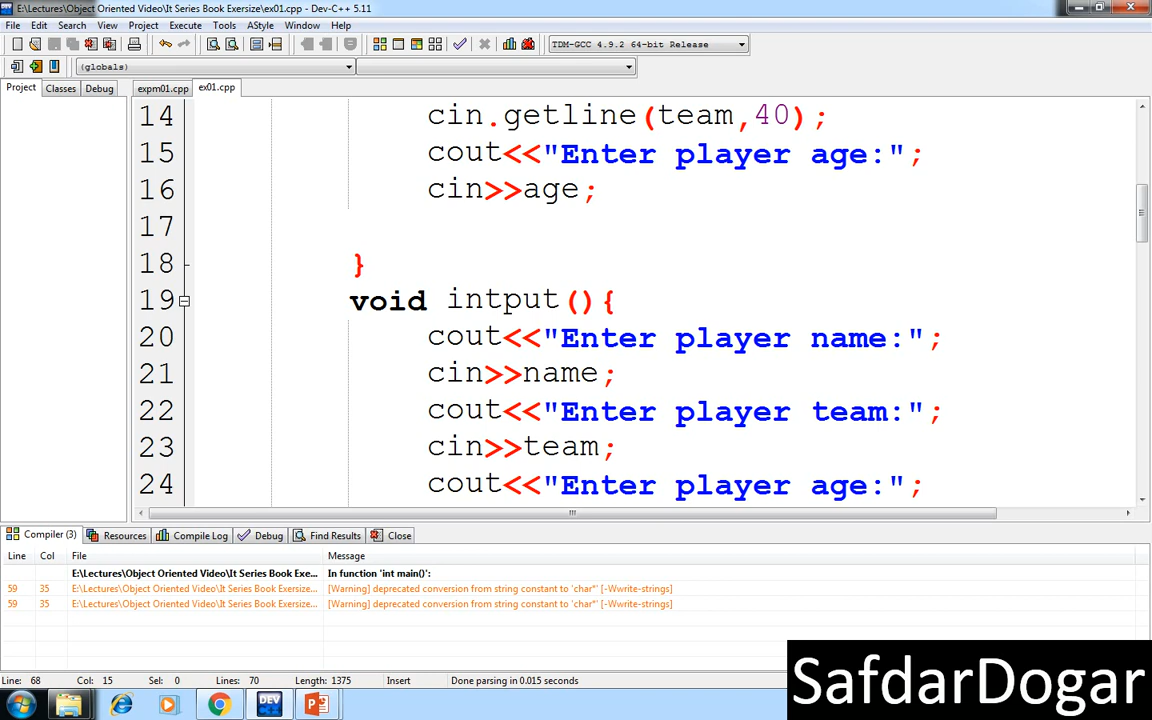 E:\Lectures\Object Oriented Video\It Series Book Exersize\ex01.cpp - Dev-C++ 5.11
File Edit Search View Project Execute Tools AStyle Window Help
TDM-GCC 4.9.2 64-bit Release
(globals)
Project Classes Debug expm01.cpp ex01.cpp
14 cin.getline(team,40);
15 cout<<"Enter player age:";
16 cin>>age;
17
18 }
19 void intput(){
20 cout<<"Enter player name:";
21 cin>>name;
22 cout<<"Enter player team:";
23 cin>>team;
24 cout<<"Enter player age:";
Compiler (3) Resources Compile Log Debug Find Results Close
Line Col File Message
E:\Lectures\Object Oriented Video\It Series Book Exe... In function 'int main()':
59 35 E:\Lectures\Object Oriented Video\It Series Book Exersize... [Warning] deprecated conversion from string constant to 'char*' [-Wwrite-strings]
59 35 E:\Lectures\Object Oriented Video\It Series Book Exersize... [Warning] deprecated conversion from string constant to 'char*' [-Wwrite-strings]
Line: 68 Col: 15 Sel: 0 Lines: 70 Length: 1375 Insert Done parsing in 0.015 seconds
SafdarDogar
DEV